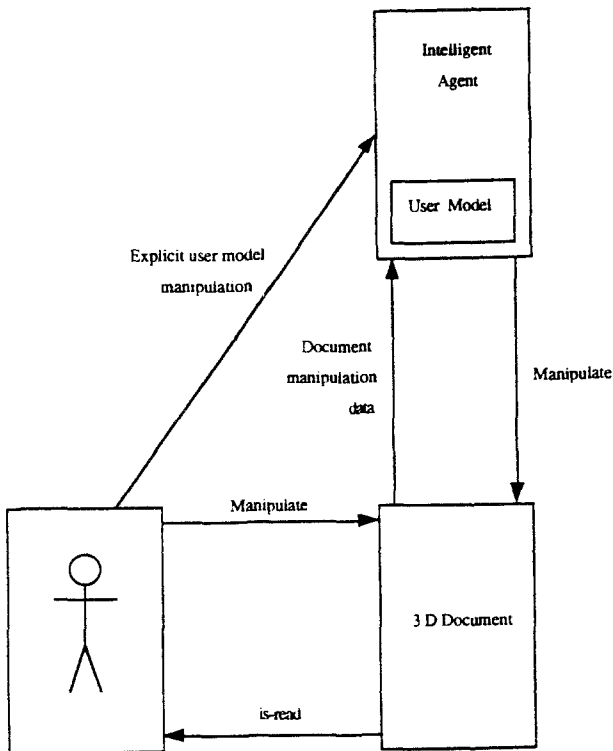 Intelligent
Agent
User Model
Explicit user model
manipulation
Document
manipulation
data
Manipulate
Manipulate
3 D Document
is-read